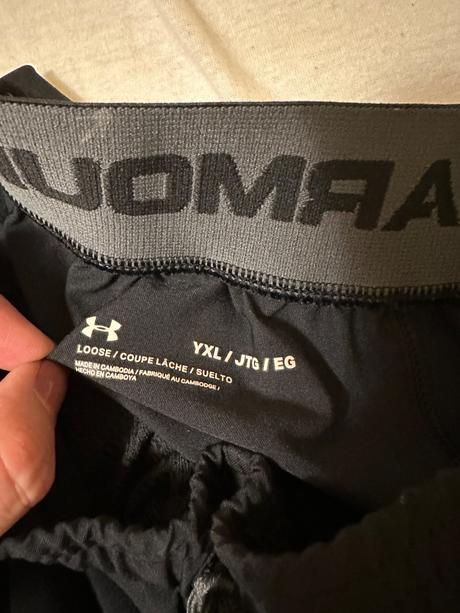 ARMOU
YXL / JTG / EG
LOOSE / COUPE LÂCHE / SUELTO
MADE IN CAMBODIA / FABRIQUÉ AU CAMBODGE /
HECHO EN CAMBOYA